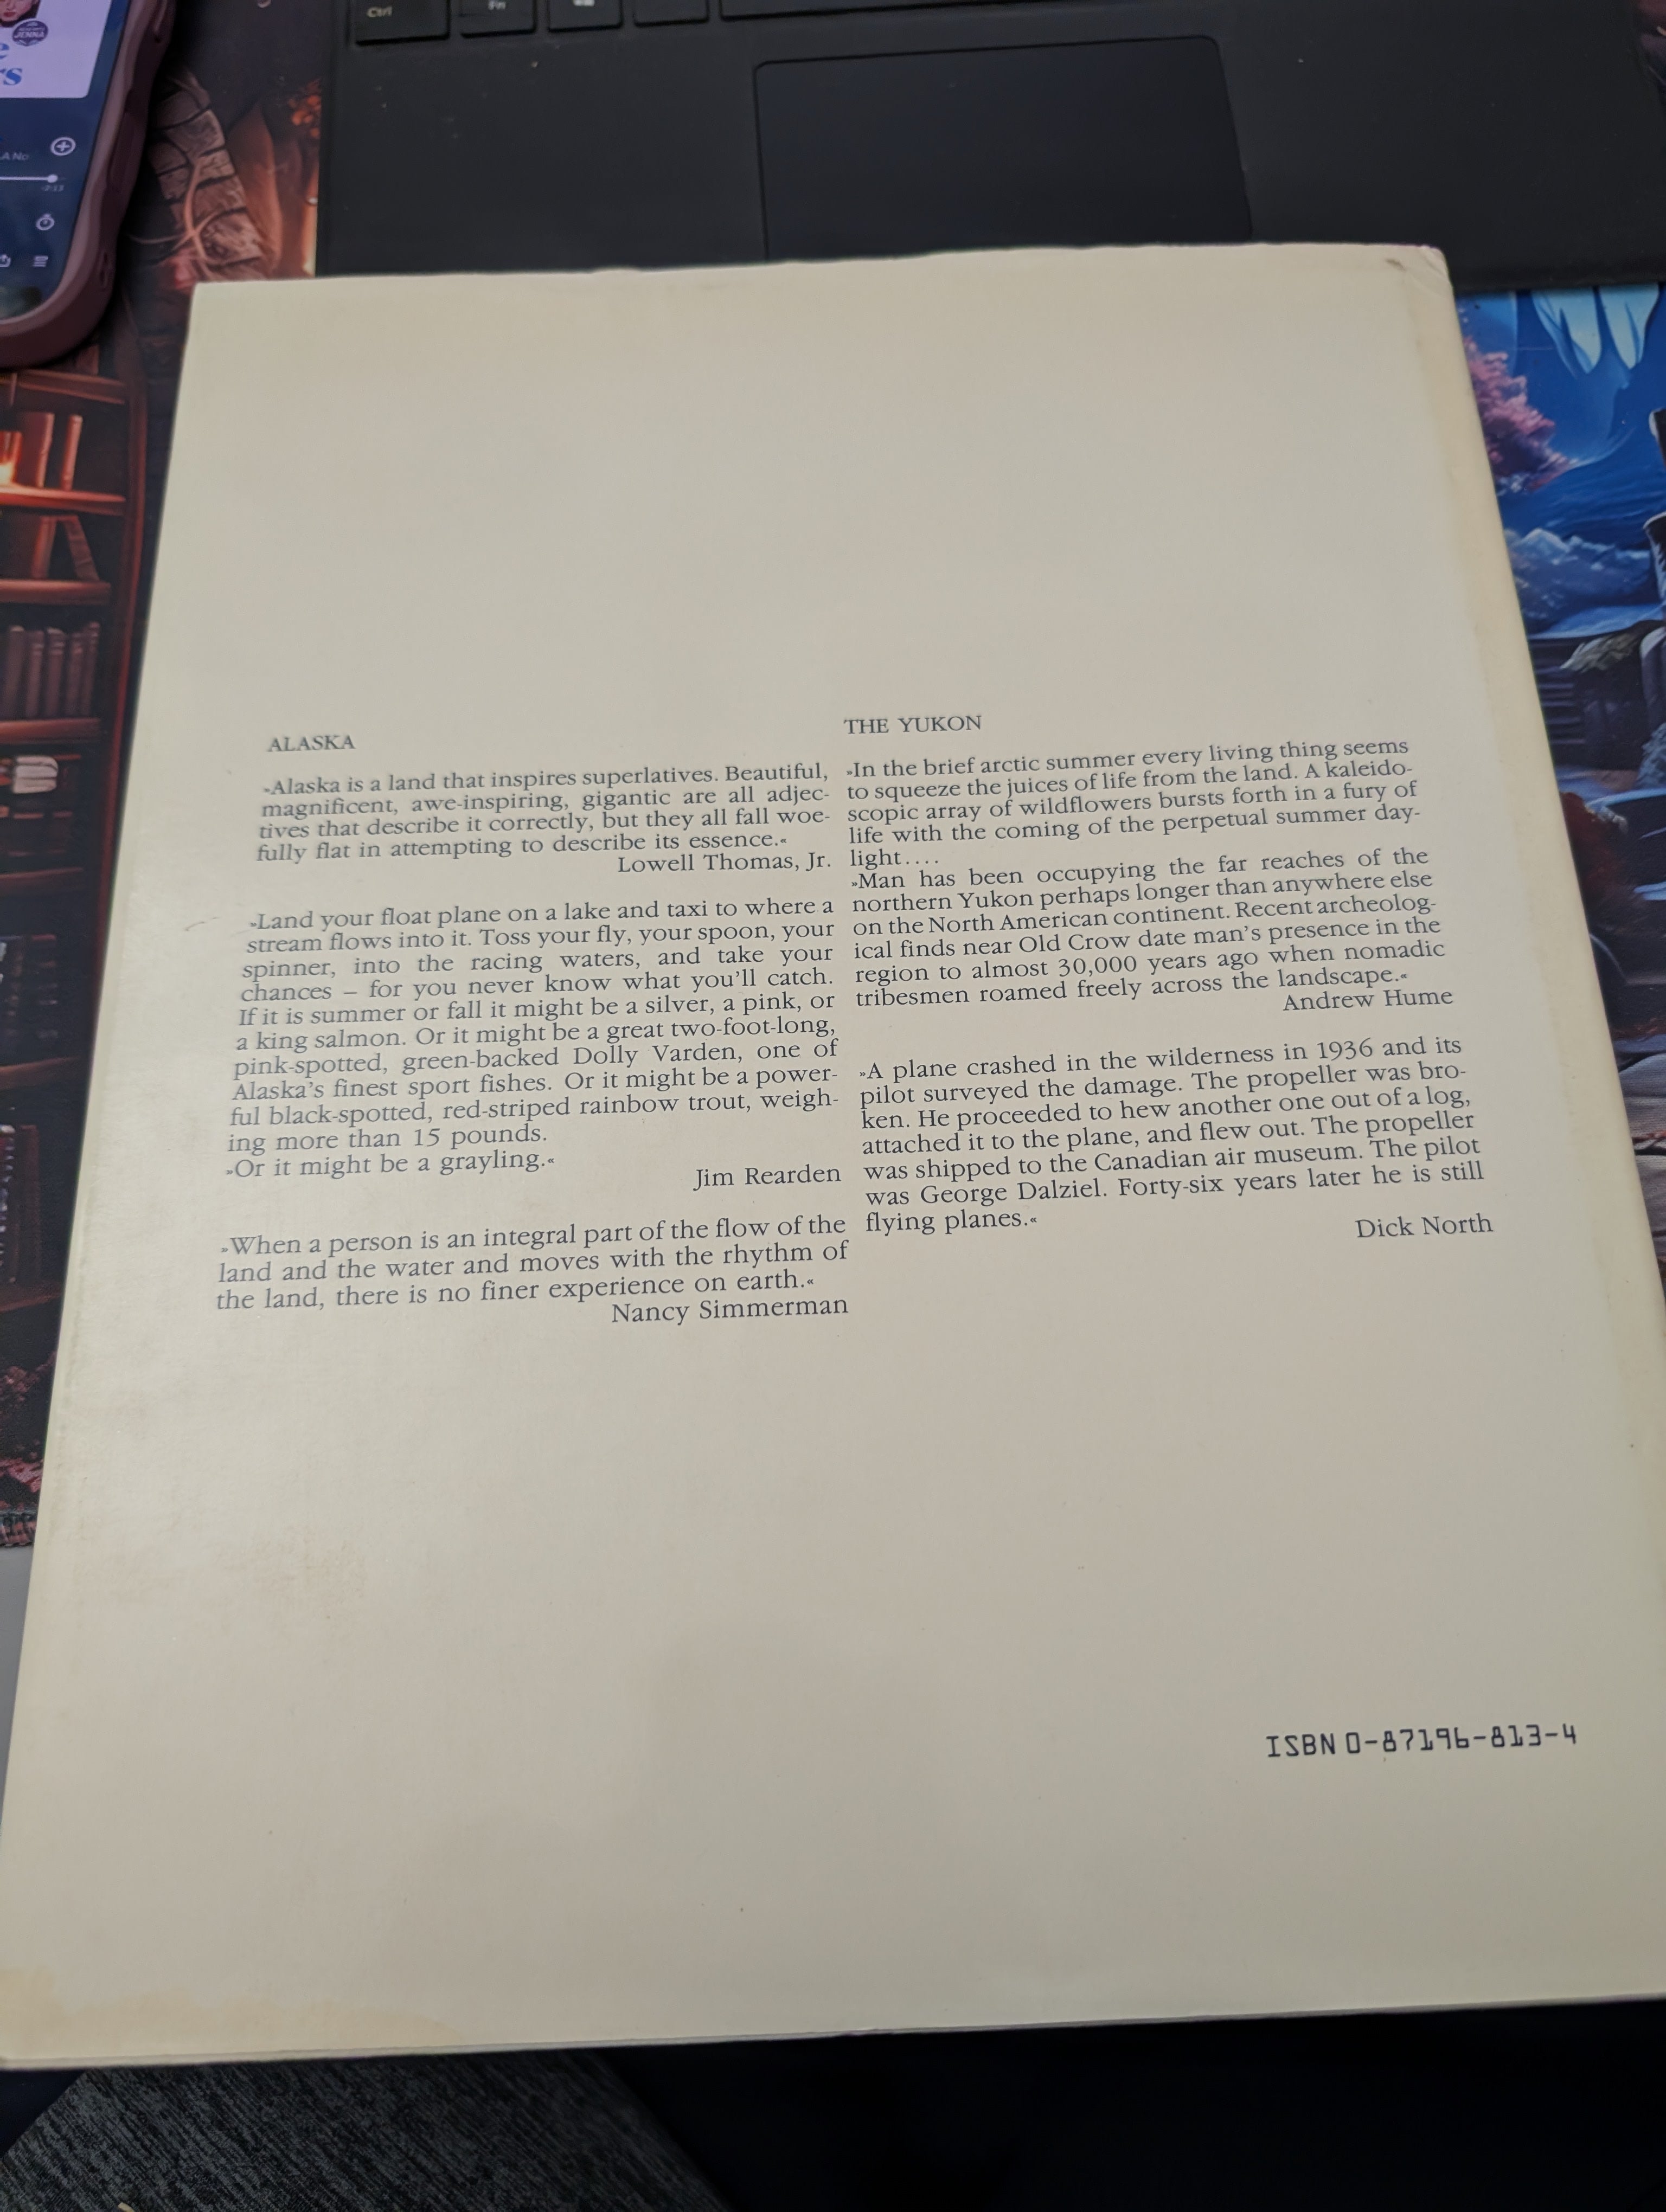 Ctrl
Fn
JENNA
e
rs
-2:13
ALASKA
»Alaska is a land that inspires superlatives. Beautiful,
magnificent, awe-inspiring, gigantic are all adjec-
tives that describe it correctly, but they all fall woe-
fully flat in attempting to describe its essence.«
Lowell Thomas, Jr.
»Land your float plane on a lake and taxi to where a
stream flows into it. Toss your fly, your spoon, your
spinner, into the racing waters, and take your
chances – for you never know what you'll catch.
If it is summer or fall it might be a silver, a pink, or
a king salmon. Or it might be a great two-foot-long,
pink-spotted, green-backed Dolly Varden, one of
Alaska's finest sport fishes. Or it might be a power-
ful black-spotted, red-striped rainbow trout, weigh-
ing more than 15 pounds.
»Or it might be a grayling.«
Jim Rearden
»When a person is an integral part of the flow of the
land and the water and moves with the rhythm of
the land, there is no finer experience on earth.«
Nancy Simmerman
THE YUKON
»In the brief arctic summer every living thing seems
to squeeze the juices of life from the land. A kaleido-
scopic array of wildflowers bursts forth in a fury of
life with the coming of the perpetual summer day-
light....
»Man has been occupying the far reaches of the
northern Yukon perhaps longer than anywhere else
on the North American continent. Recent archeolog-
ical finds near Old Crow date man's presence in the
region to almost 30,000 years ago when nomadic
tribesmen roamed freely across the landscape.«
Andrew Hume
»A plane crashed in the wilderness in 1936 and its
pilot surveyed the damage. The propeller was bro-
ken. He proceeded to hew another one out of a log,
attached it to the plane, and flew out. The propeller
was shipped to the Canadian air museum. The pilot
was George Dalziel. Forty-six years later he is still
flying planes.«
Dick North
ISBN 0-87196-813-4